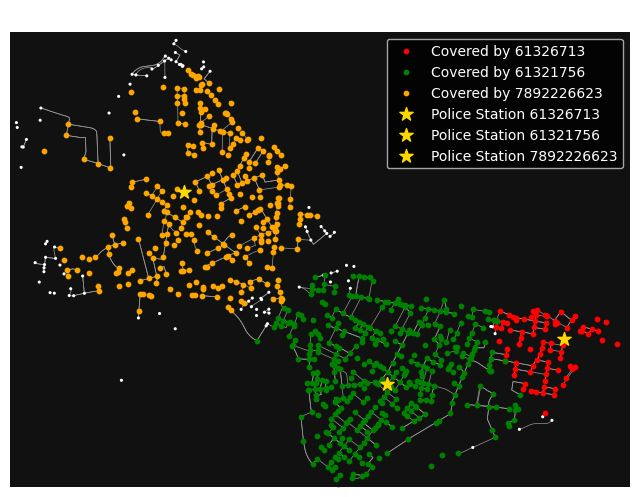 Covered by 61326713
Covered by 61321756
Covered by 7892226623
Police Station 61326713
Police Station 61321756
Police Station 7892226623